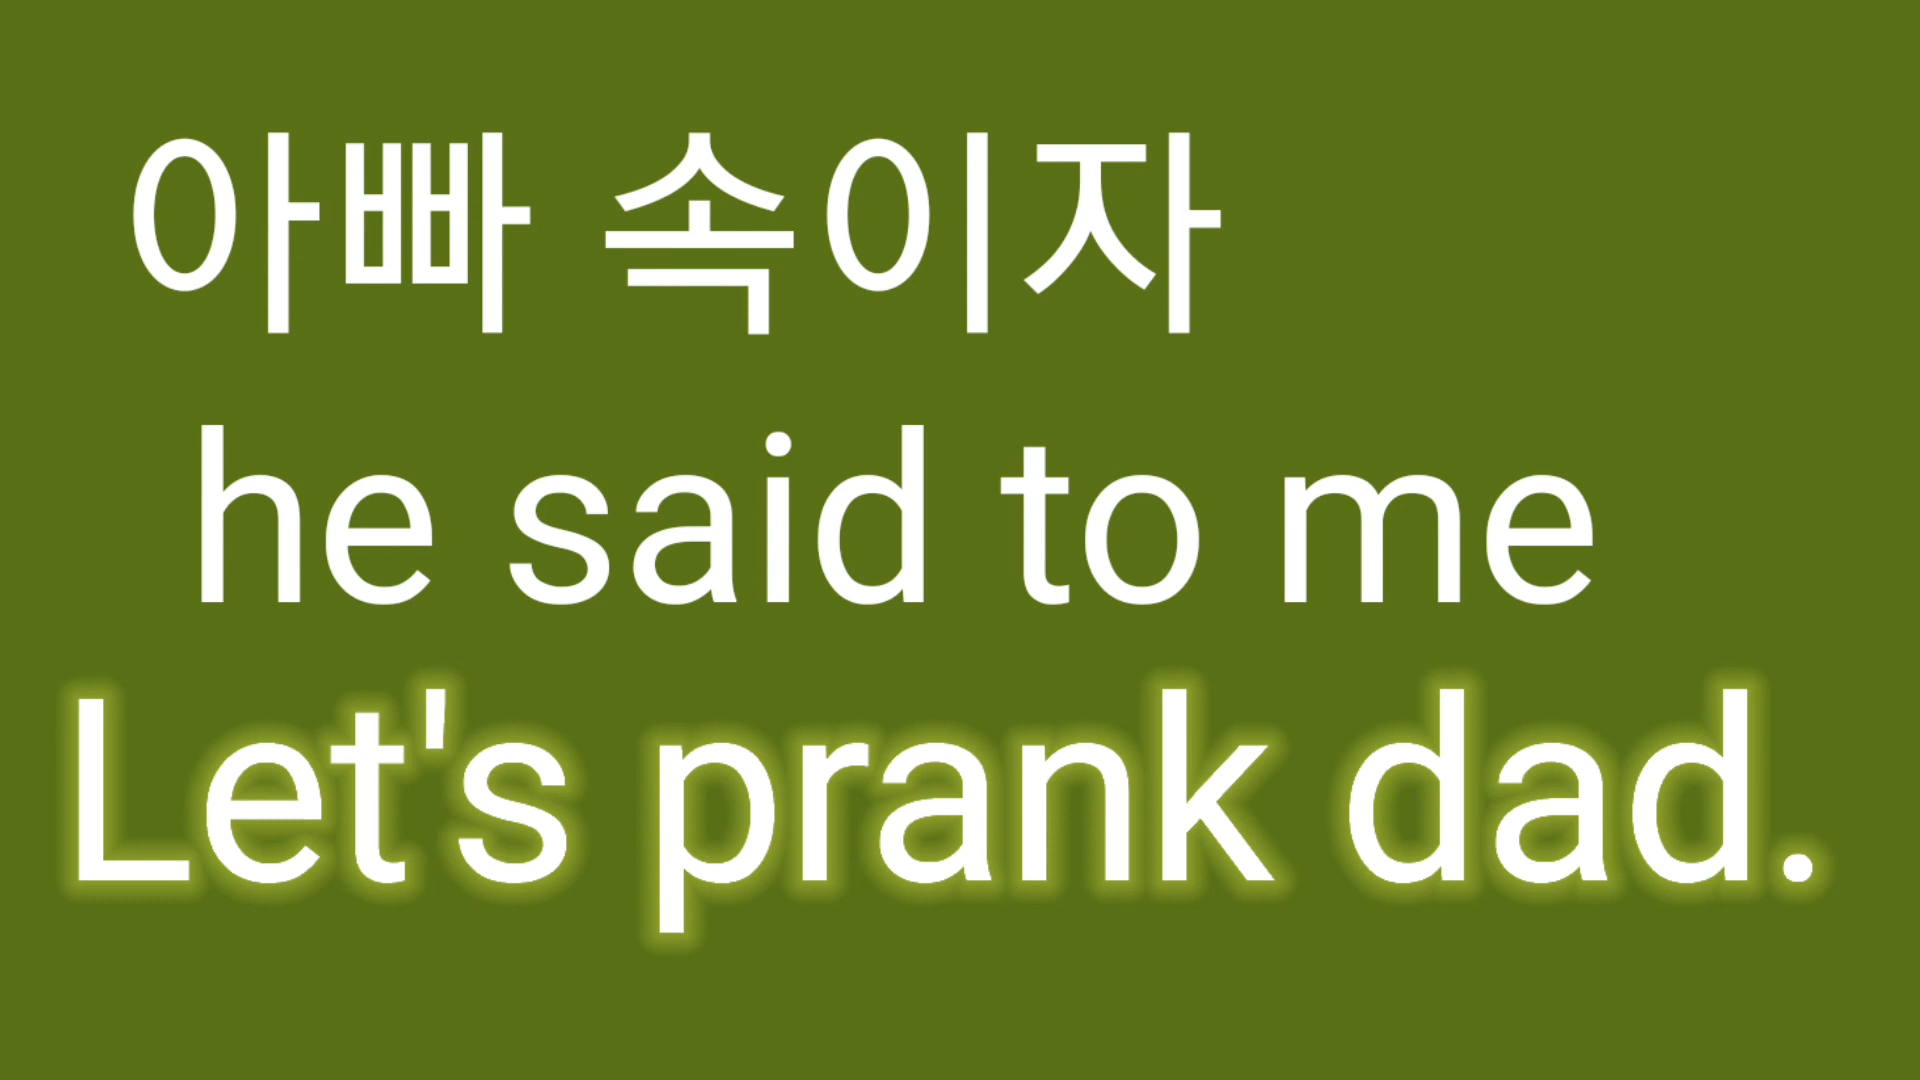 아빠 속이자
he said to me
Let's prank dad.